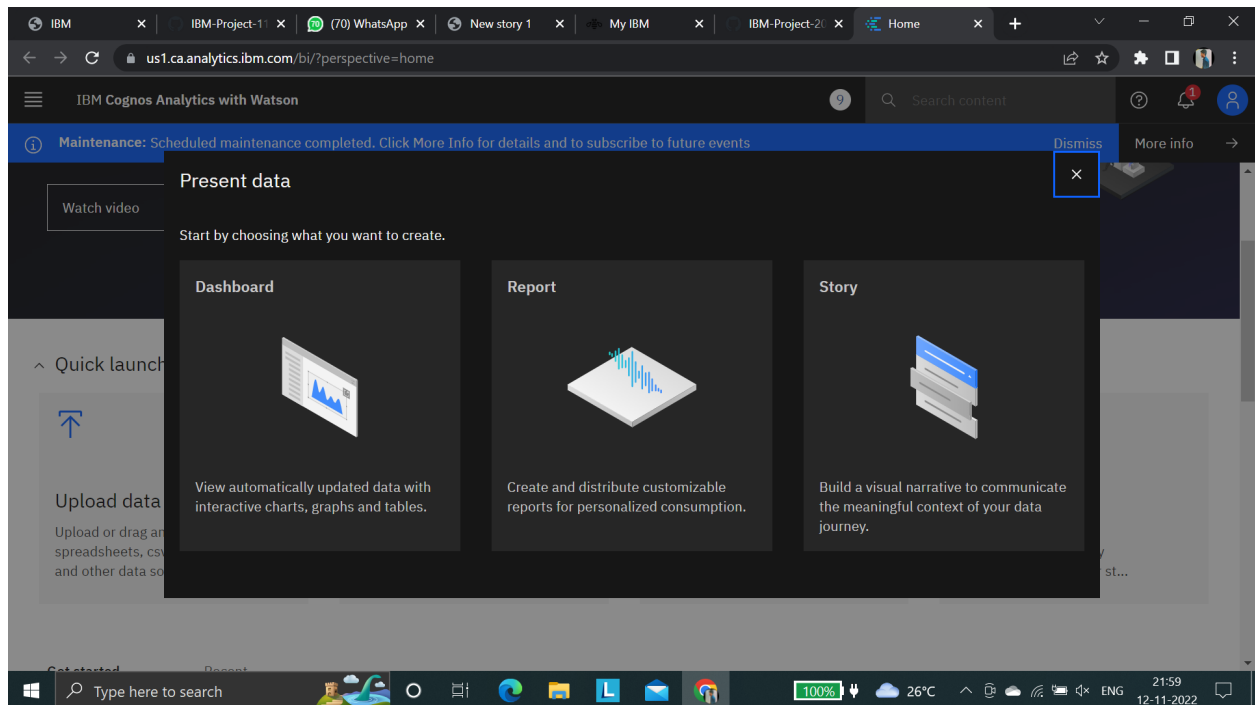 IBM
IBM-Project-11
(70) WhatsApp
New story 1
My IBM
IBM-Project-20
Home
us1.ca.analytics.ibm.com/bi/?perspective=home
IBM Cognos Analytics with Watson
9
Search content
1
Maintenance: Scheduled maintenance completed. Click More Info for details and to subscribe to future events
Dismiss
More info
Present data
Watch video
Start by choosing what you want to create.
Dashboard
Report
Story
View automatically updated data with
interactive charts, graphs and tables.
Create and distribute customizable
reports for personalized consumption.
Build a visual narrative to communicate
the meaningful context of your data
journey.
Quick launch
Upload data
Upload or drag an
spreadsheets, csv
and other data so
y
st...
Get started
Recent
Type here to search
L
100%
26°C
ENG
21:59
12-11-2022